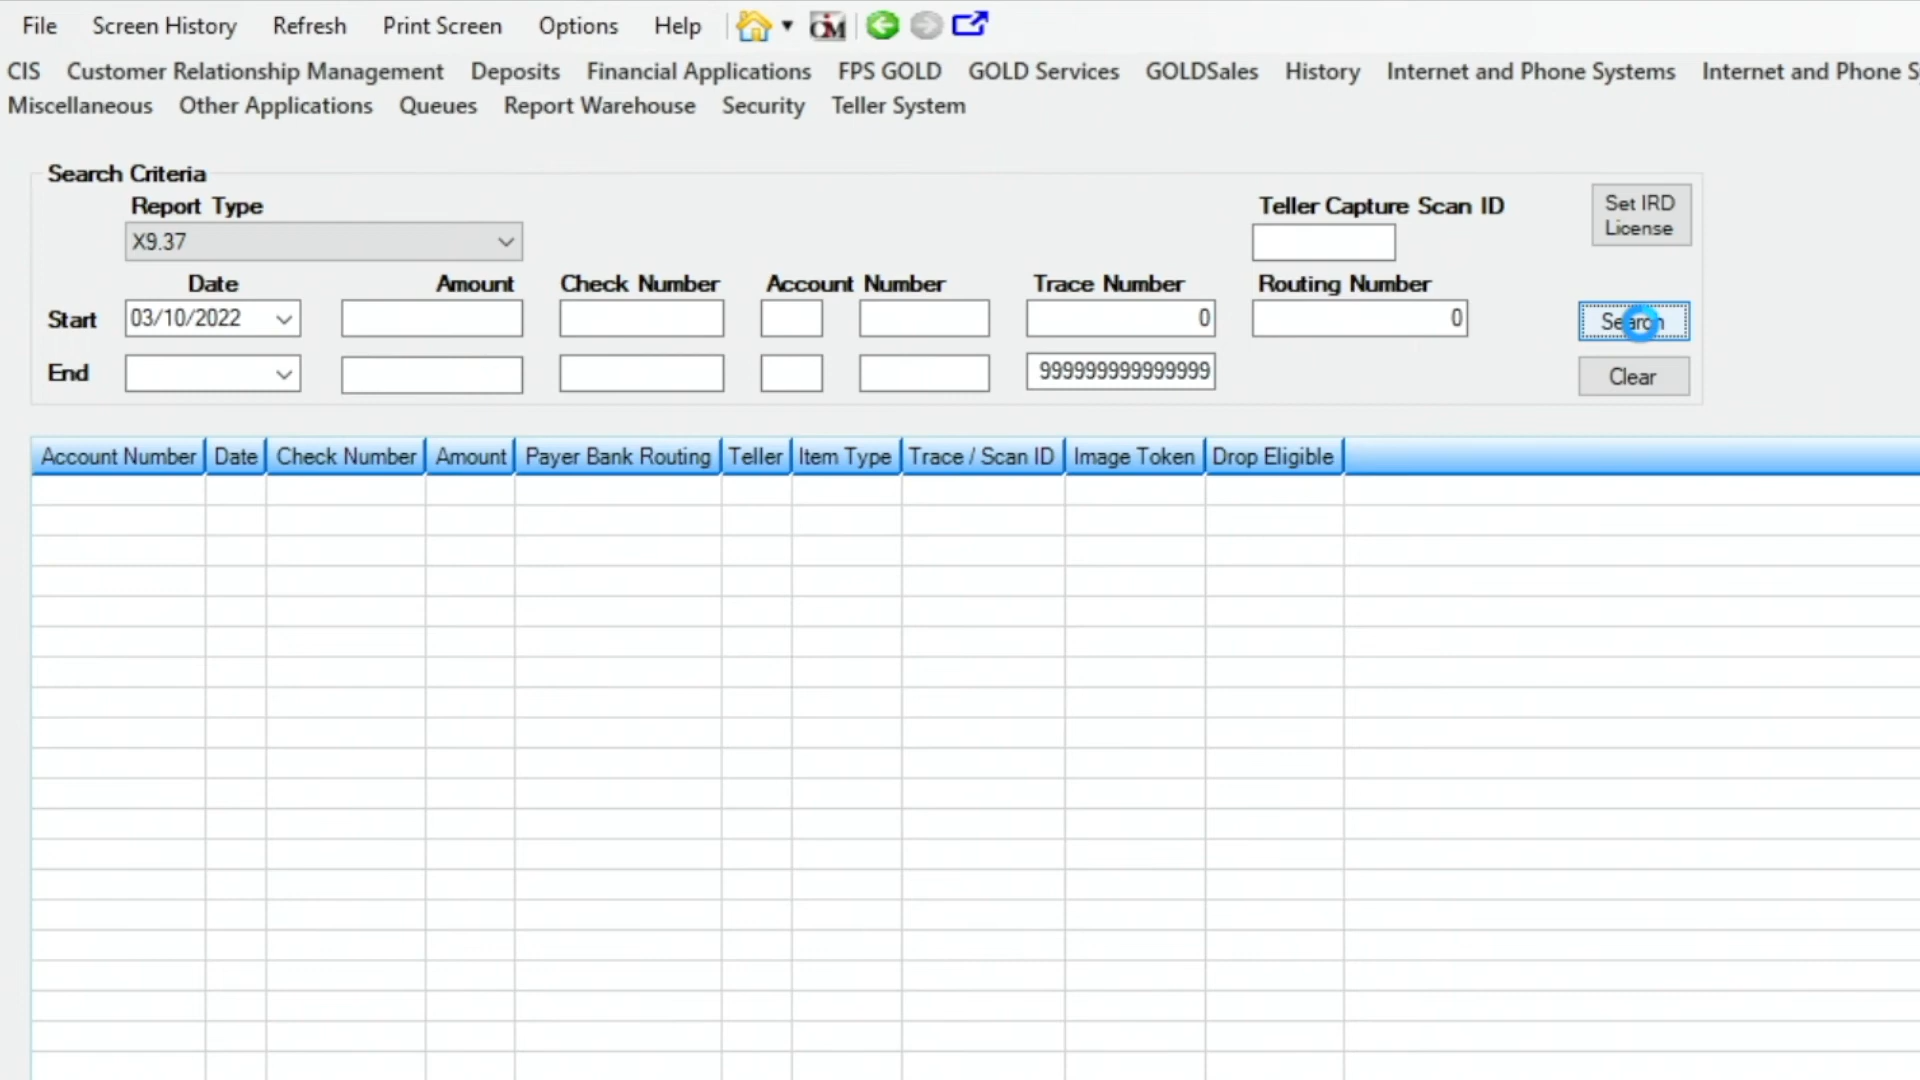 File Screen History Refresh Print Screen Options Help
CIS Customer Relationship Management Deposits Financial Applications FPS GOLD GOLD Services GOLDSales History Internet and Phone Systems Internet and Phone S
Miscellaneous Other Applications Queues Report Warehouse Security Teller System
Search Criteria
Report Type Teller Capture Scan ID Set IRD License
X9.37
Date Amount Check Number Account Number Trace Number Routing Number
Start 03/10/2022 0 0 Search
End 999999999999999 Clear
Account Number Date Check Number Amount Payer Bank Routing Teller Item Type Trace / Scan ID Image Token Drop Eligible